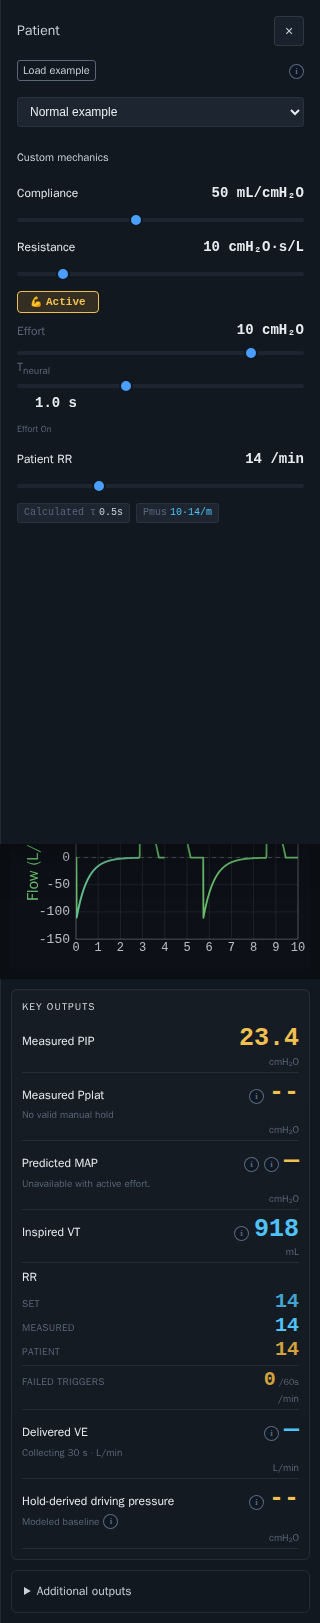 Patient
×
Load example
i
Normal example
Custom mechanics
Compliance 50 mL/cmH₂O
Resistance 10 cmH₂O·s/L
💪 Active
Effort 10 cmH₂O
Tneural
1.0 s
Effort On
Patient RR 14 /min
Calculated τ 0.5s Pmus 10·14/m
Flow (L/
0
-50
-100
-150
0 1 2 3 4 5 6 7 8 9 10
KEY OUTPUTS
Measured PIP 23.4
cmH₂O
Measured Pplat i --
No valid manual hold
cmH₂O
Predicted MAP i i —
Unavailable with active effort.
cmH₂O
Inspired VT i 918
mL
RR
SET 14
MEASURED 14
PATIENT 14
FAILED TRIGGERS 0 /60s
/min
Delivered VE i —
Collecting 30 s · L/min
L/min
Hold-derived driving pressure i --
Modeled baseline i
cmH₂O
▶ Additional outputs